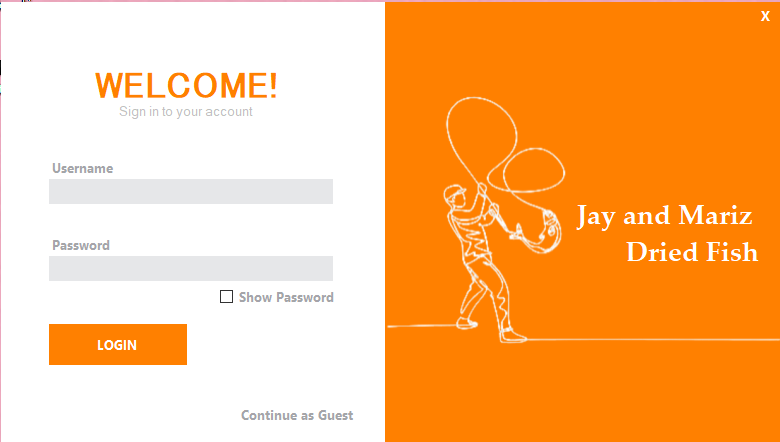 X
WELCOME!
Sign in to your account
Username
Password
Show Password
LOGIN
Continue as Guest
Jay and Mariz
Dried Fish